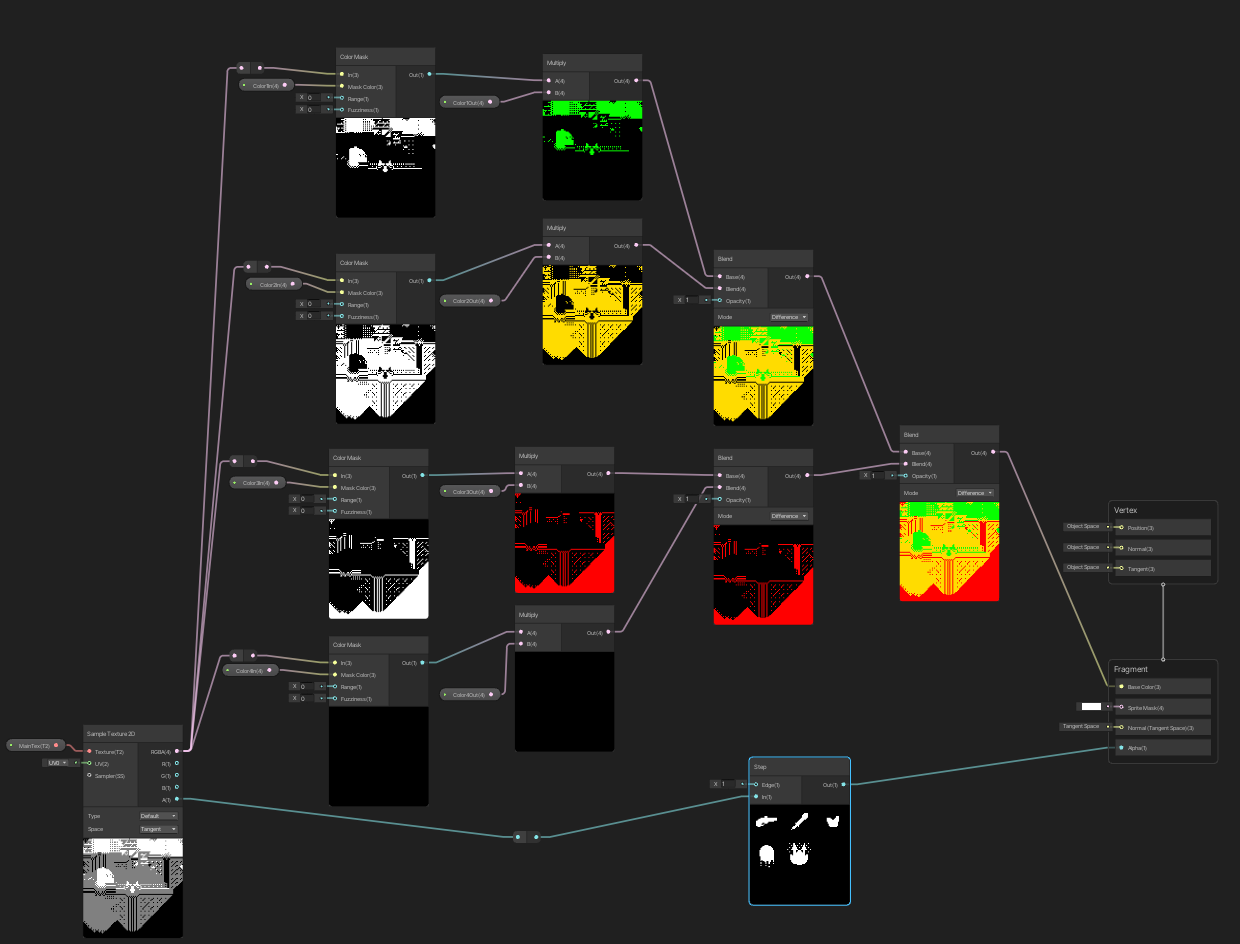 Color Mask
In(3)
Out(1)
Mask Color(3)
Range(1)
Fuzziness(1)
Color1In(4)
X 0
X 0
Multiply
A(4)
Out(4)
B(4)
Color1Out(4)
Color Mask
In(3)
Out(1)
Mask Color(3)
Range(1)
Fuzziness(1)
Color2In(4)
X 0
X 0
Multiply
A(4)
Out(4)
B(4)
Color2Out(4)
Blend
Base(4)
Out(4)
Blend(4)
X 1
Opacity(1)
Mode
Difference
Color Mask
In(3)
Out(1)
Mask Color(3)
Range(1)
Fuzziness(1)
Color3In(4)
X 0
X 0
Multiply
A(4)
Out(4)
B(4)
Color3Out(4)
Blend
Base(4)
Out(4)
Blend(4)
X 1
Opacity(1)
Mode
Difference
Blend
Base(4)
Out(4)
Blend(4)
X 1
Opacity(1)
Mode
Difference
Color Mask
In(3)
Out(1)
Mask Color(3)
Range(1)
Fuzziness(1)
Color4In(4)
X 0
X 0
Multiply
A(4)
Out(4)
B(4)
Color4Out(4)
Vertex
Object Space
Position(3)
Object Space
Normal(3)
Object Space
Tangent(3)
Fragment
Base Color(3)
Sprite Mask(4)
Tangent Space
Normal (Tangent Space)(3)
Alpha(1)
Sample Texture 2D
MainTex(T2)
Texture(T2)
RGBA(4)
UV0
UV(2)
R(1)
Sampler(SS)
G(1)
B(1)
A(1)
Type
Default
Space
Tangent
Step
X 1
Edge(1)
Out(1)
In(1)